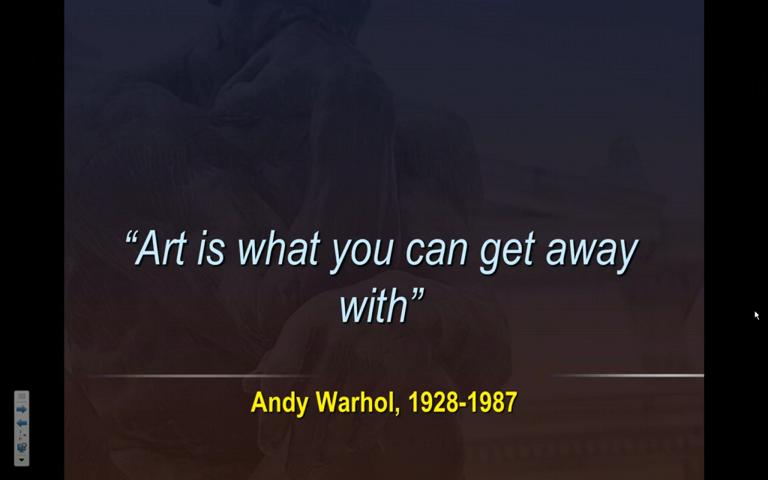 “Art is what you can get away
with”
Andy Warhol, 1928-1987